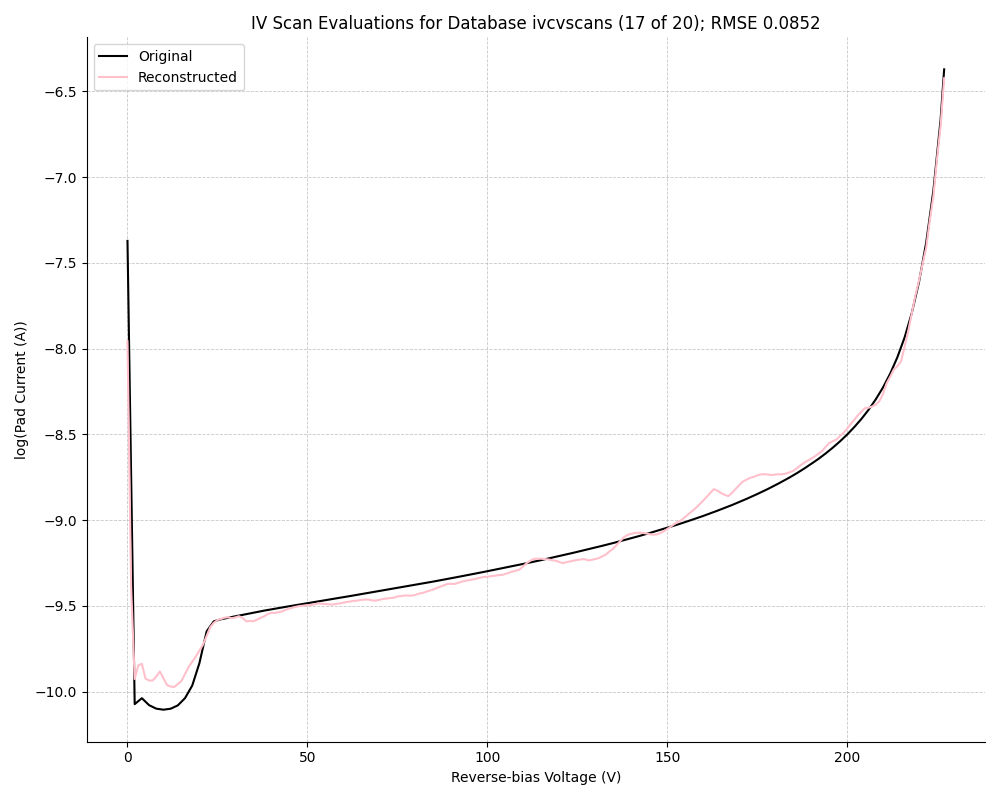 IV Scan Evaluations for Database ivcvscans (17 of 20); RMSE 0.0852
Original
Reconstructed
log(Pad Current (A))
−6.5
−7.0
−7.5
−8.0
−8.5
−9.0
−9.5
−10.0
0
50
100
150
200
Reverse-bias Voltage (V)